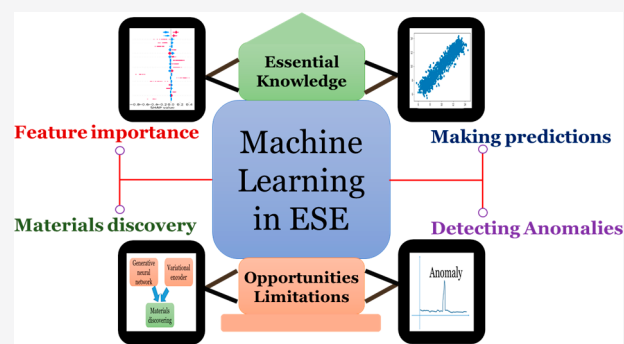 Essential
Knowledge
Feature importance
Machine
Learning
in ESE
Making predictions
Materials discovery
Detecting Anomalies
Generative
neural
network
Variational
encoder
Materials
discovering
Opportunities
Limitations
Anomaly